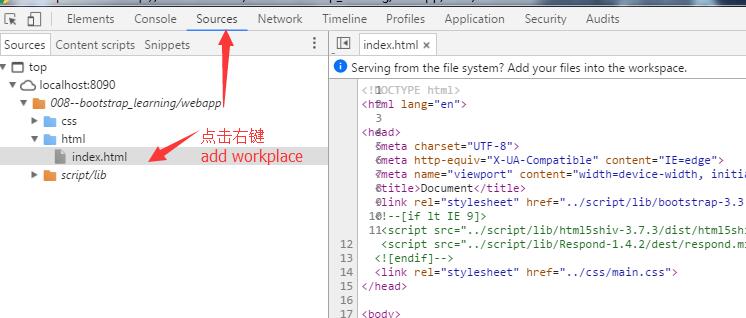 Elements Console Sources Network Timeline Profiles Application Security Audits
Sources Content scripts Snippets
index.html ×
top
localhost:8090
008--bootstrap_learning/webapp
css
html
index.html
script/lib
点击右键
add workplace
Serving from the file system? Add your files into the workspace.
1 <!DOCTYPE html>
2 <html lang="en">
3
4 <head>
5 meta charset="UTF-8">
6 meta http-equiv="X-UA-Compatible" content="IE=edge">
7 meta name="viewport" content="width=device-width,
8 title>Document</title>
9 link rel="stylesheet" href="../script/lib/bootstrap-3.3
10 !--[if lt IE 9]>
11 <script src="../script/lib/html5shiv-3.7.3/dist/html5shi
12 <script src="../script/lib/Respond-1.4.2/dest/respond.mi
13 <![endif]-->
14 <link rel="stylesheet" href="../css/main.css">
15 </head>
16
17 <body>